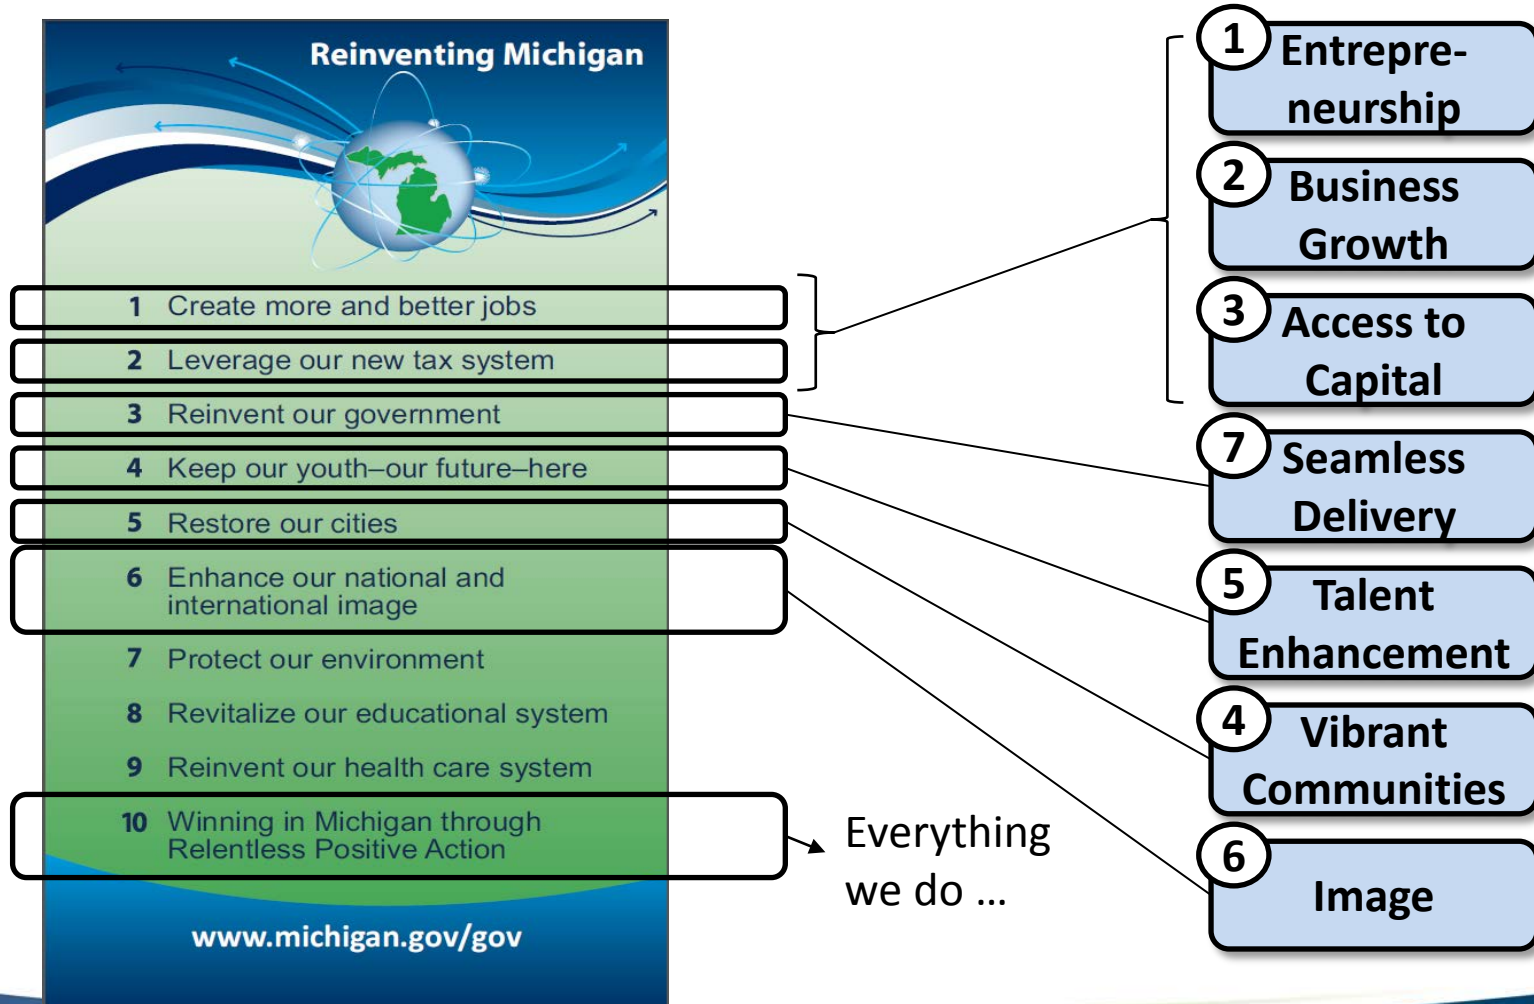 Reinventing Michigan
1 Create more and better jobs
2 Leverage our new tax system
3 Reinvent our government
4 Keep our youth–our future–here
5 Restore our cities
6 Enhance our national and
international image
7 Protect our environment
8 Revitalize our educational system
9 Reinvent our health care system
10 Winning in Michigan through
Relentless Positive Action
www.michigan.gov/gov
Everything
we do ...
1 Entrepre-
neurship
2 Business
Growth
3 Access to
Capital
7 Seamless
Delivery
5 Talent
Enhancement
4 Vibrant
Communities
6 Image